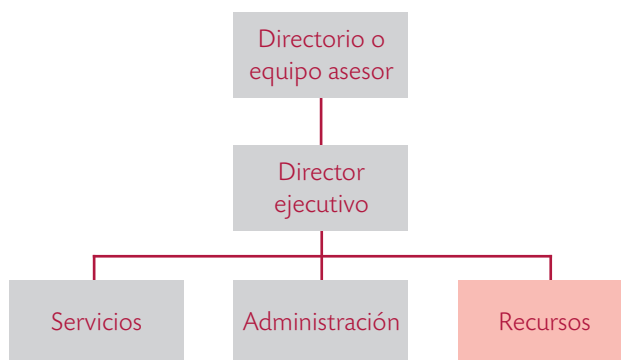 Directorio o
equipo asesor
Director
ejecutivo
Servicios
Administración
Recursos